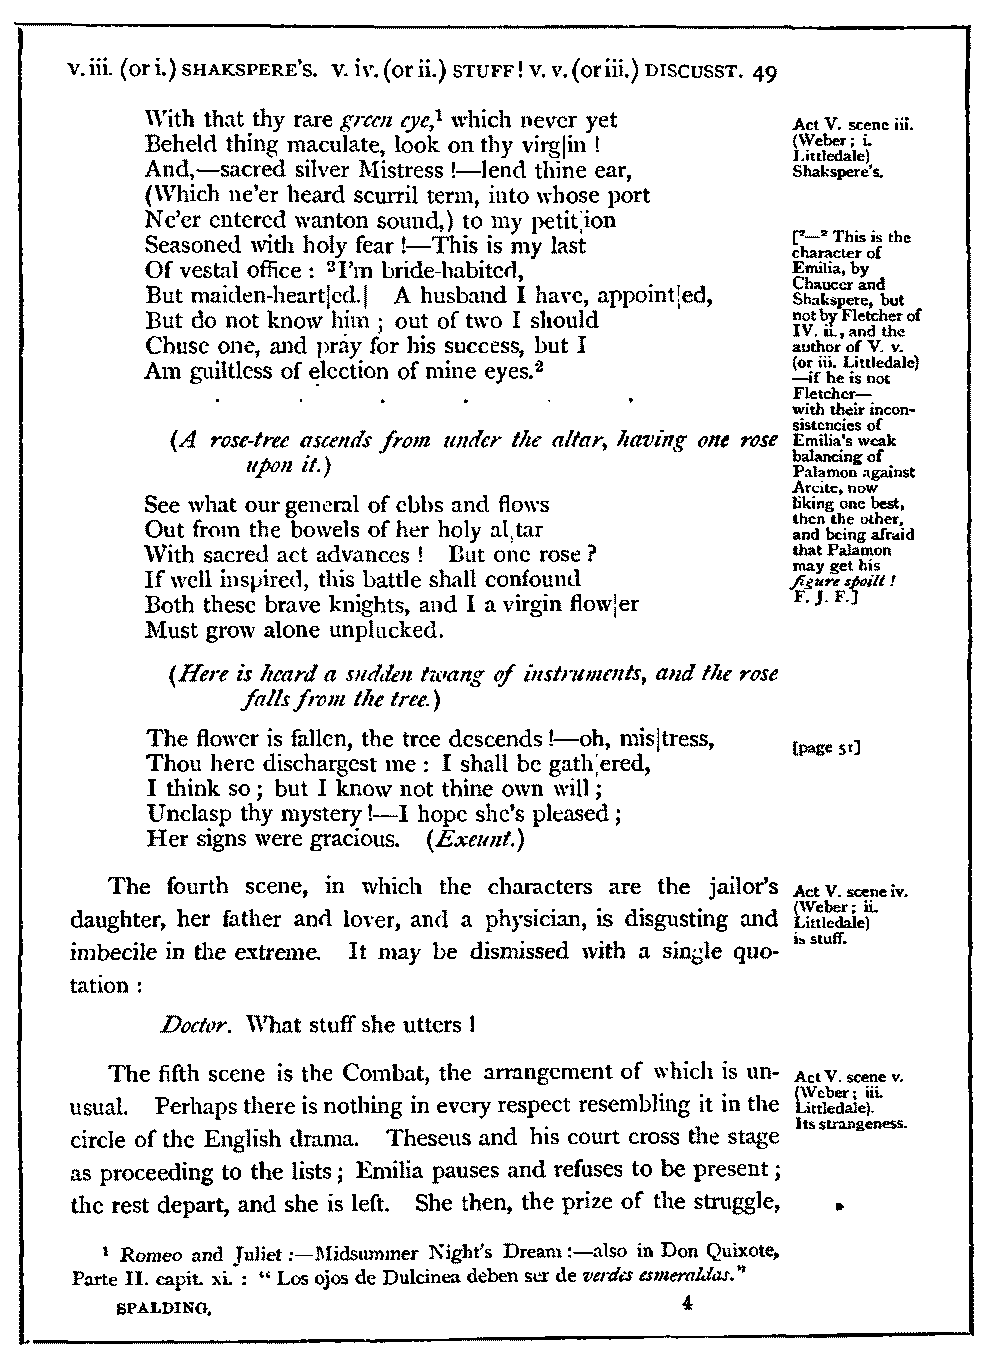 v. iii. (or i.) SHAKSPERE'S. v. iv. (or ii.) STUFF! v. v. (or iii.) DISCUSST. 49
With that thy rare green eye,¹ which never yet
Beheld thing maculate, look on thy virg|in !
And,—sacred silver Mistress !—lend thine ear,
(Which ne'er heard scurril term, into whose port
Ne'er entered wanton sound,) to my petit|ion
Seasoned with holy fear !—This is my last
Of vestal office : ²I'm bride-habited,
But maiden-heart|ed.| A husband I have, appoint|ed,
But do not know him ; out of two I should
Chuse one, and pray for his success, but I
Am guiltless of election of mine eyes.²
. . . . . .
(A rose-tree ascends from under the altar, having one rose
upon it.)
See what our general of ebbs and flows
Out from the bowels of her holy al|tar
With sacred act advances ! But one rose ?
If well inspired, this battle shall confound
Both these brave knights, and I a virgin flow|er
Must grow alone unplucked.
(Here is heard a sudden twang of instruments, and the rose
falls from the tree.)
The flower is fallen, the tree descends !—oh, mis|tress,
Thou here dischargest me : I shall be gath|ered,
I think so ; but I know not thine own will ;
Unclasp thy mystery !—I hope she's pleased ;
Her signs were gracious. (Exeunt.)
The fourth scene, in which the characters are the jailor's
daughter, her father and lover, and a physician, is disgusting and
imbecile in the extreme. It may be dismissed with a single quo-
tation :
Doctor. What stuff she utters !
The fifth scene is the Combat, the arrangement of which is un-
usual. Perhaps there is nothing in every respect resembling it in the
circle of the English drama. Theseus and his court cross the stage
as proceeding to the lists ; Emilia pauses and refuses to be present ;
the rest depart, and she is left. She then, the prize of the struggle,
Act V. scene iii.
(Weber ; i.
Littledale)
Shakspere's.
[²—² This is the
character of
Emilia, by
Chaucer and
Shakspere, but
not by Fletcher of
IV. ii., and the
author of V. v.
(or iii. Littledale)
—if he is not
Fletcher—
with their incon-
sistencies of
Emilia's weak
balancing of
Palamon against
Arcite, now
liking one best,
then the other,
and being afraid
that Palamon
may get his
figure spoilt !
F. J. F.]
[page 51]
Act V. scene iv.
(Weber ; ii.
Littledale)
is stuff.
Act V. scene v.
(Weber ; iii.
Littledale).
Its strangeness.
¹ Romeo and Juliet :—Midsummer Night's Dream :—also in Don Quixote,
Parte II. capit. xi. : “ Los ojos de Dulcinea deben ser de verdes esmeraldas.”
SPALDING. 4